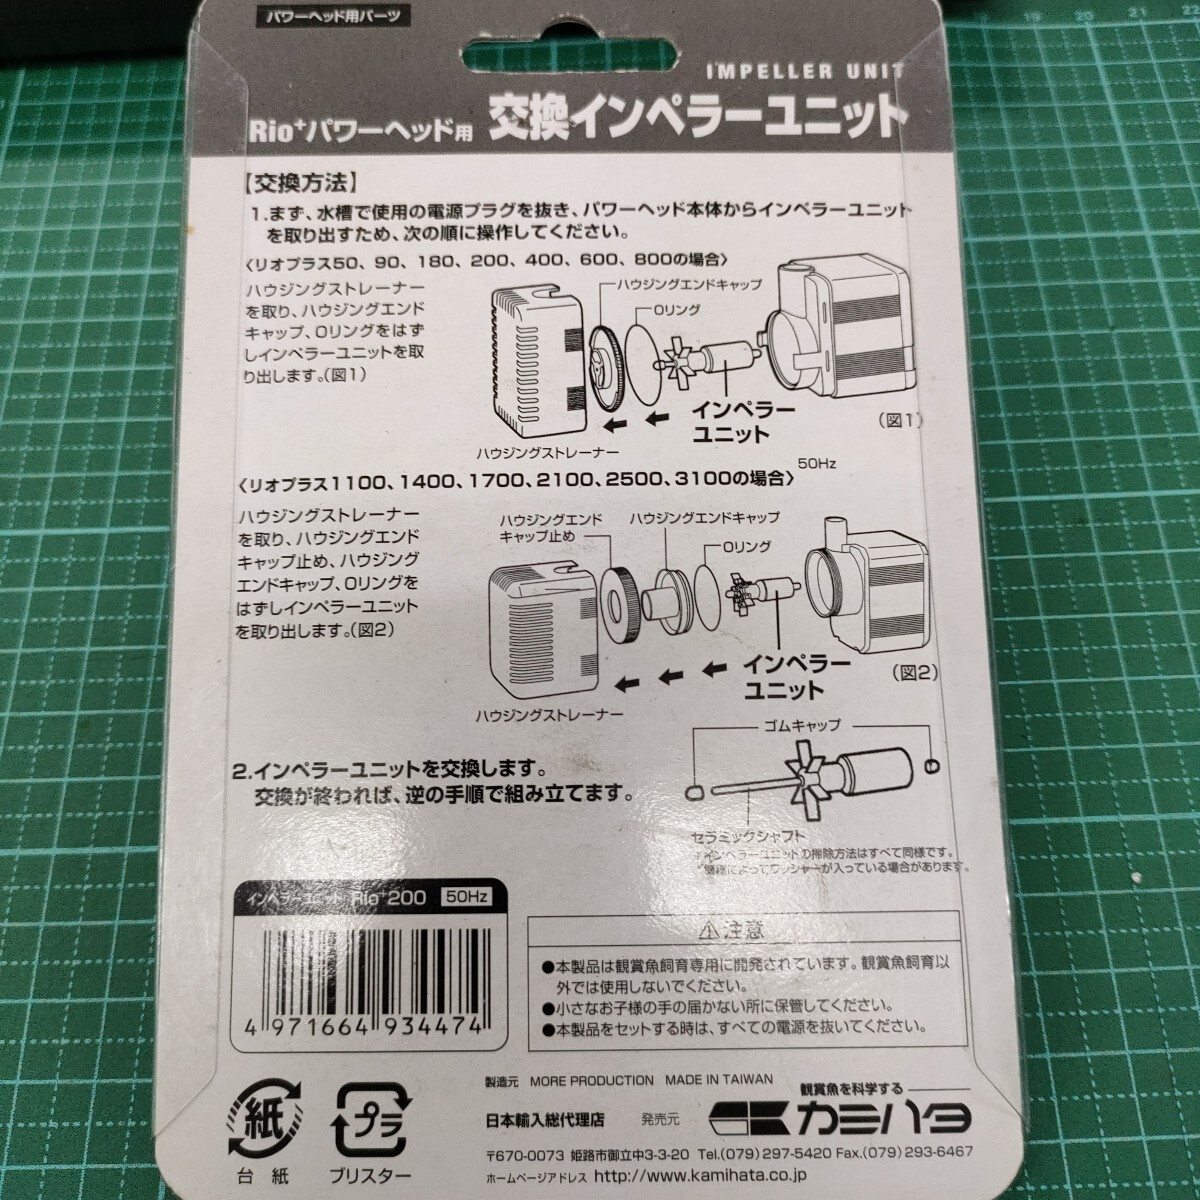 19 20 21 22
パワーヘッド用パーツ
IMPELLER UNIT
Rio+パワーヘッド用 交換インペラーユニット
【交換方法】
1.まず、水槽で使用の電源プラグを抜き、パワーヘッド本体からインペラーユニット
を取り出すため、次の順に操作してください。
〈リオプラス50、90、180、200、400、600、800の場合〉
ハウジングストレーナー
を取り、ハウジングエンド
キャップ、Oリングをはず
しインペラーユニットを取
り出します。(図1)
ハウジングエンドキャップ
Oリング
インペラー
ユニット
(図1)
ハウジングストレーナー
〈リオプラス1100、1400、1700、2100、2500、3100の場合〉 50Hz
ハウジングストレーナー
を取り、ハウジングエンド
キャップ止め、ハウジング
エンドキャップ、Oリングを
はずしインペラーユニット
を取り出します。(図2)
ハウジングエンド
キャップ止め
ハウジングエンドキャップ
Oリング
インペラー
ユニット
(図2)
ハウジングストレーナー
2.インペラーユニットを交換します。
交換が終われば、逆の手順で組み立てます。
ゴムキャップ
セラミックシャフト
※インペラーユニットの掃除方法はすべて同様です。
※機種によってワッシャーが入っている場合があります。
インペラーユニット Rio+200 50Hz
4 971664 934474
⚠注意
●本製品は観賞魚飼育専用に開発されています。観賞魚飼育以
外では使用しないでください。
●小さなお子様の手の届かない所に保管してください。
●本製品をセットする時は、すべての電源を抜いてください。
紙
台紙
プラ
ブリスター
製造元 MORE PRODUCTION MADE IN TAIWAN
日本輸入総代理店 発売元
観賞魚を科学する
カミハタ
〒670-0073 姫路市御立中3-3-20 Tel.(079)297-5420 Fax.(079)293-6467
ホームページアドレス http://www.kamihata.co.jp